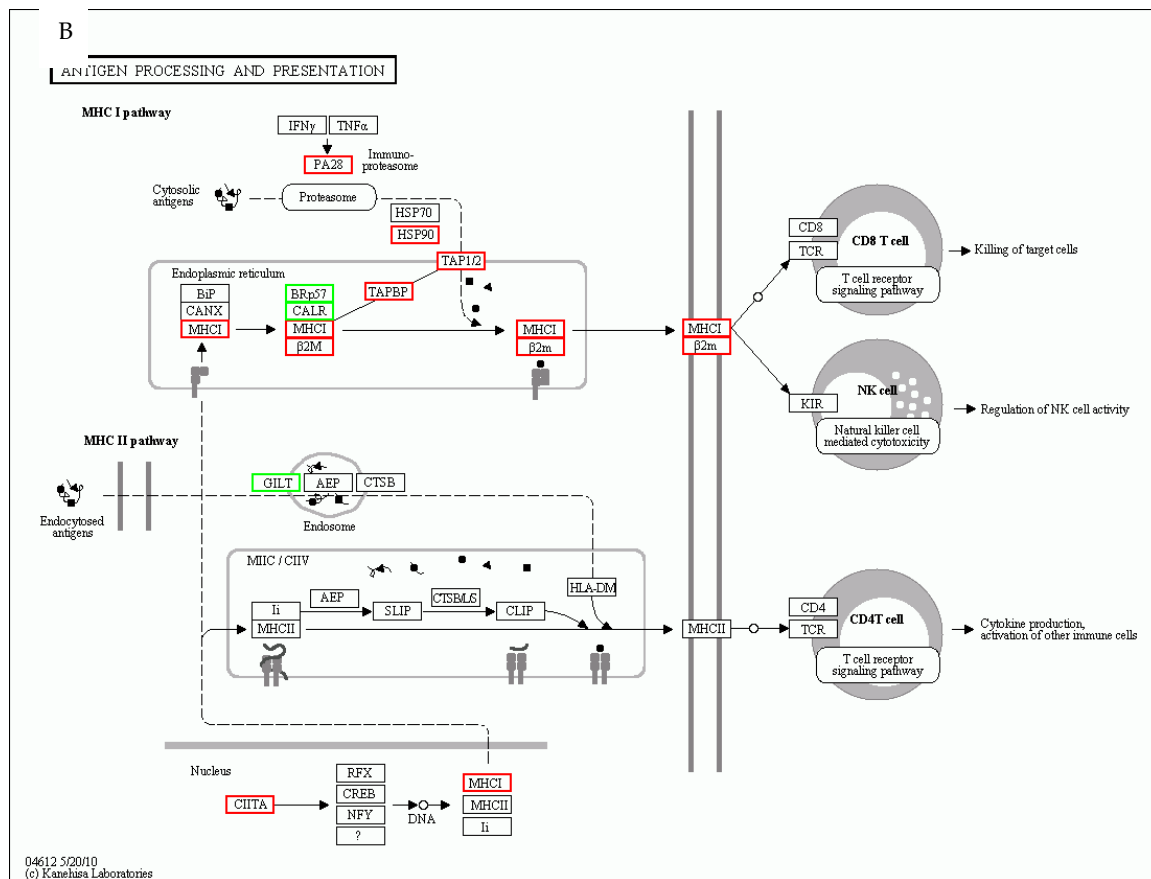 B
ANTIGEN PROCESSING AND PRESENTATION
MHC I pathway
IFNγ
TNFα
PA28
Immuno-
proteasome
Cytosolic
antigens
Proteasome
HSP70
HSP90
TAP1/2
Endoplasmic reticulum
BiP
CANX
MHCI
BRp57
CALR
MHCI
β2M
TAPBP
MHCI
β2m
MHCI
β2m
CD8
TCR
CD8 T cell
T cell receptor
signaling pathway
Killing of target cells
KIR
NK cell
Natural killer cell
mediated cytotoxicity
Regulation of NK cell activity
MHC II pathway
Endocytosed
antigens
GILT
AEP
CTSB
Endosome
MIIC / CIIV
Ii
MHCII
AEP
SLIP
CTSB/L/S
CLIP
HLA-DM
MHCII
CD4
TCR
CD4T cell
T cell receptor
signaling pathway
Cytokine production,
activation of other immune cells
Nucleus
CIITA
RFX
CREB
NFY
?
DNA
MHCI
MHCII
Ii
04612 5/20/10
(c) Kanehisa Laboratories